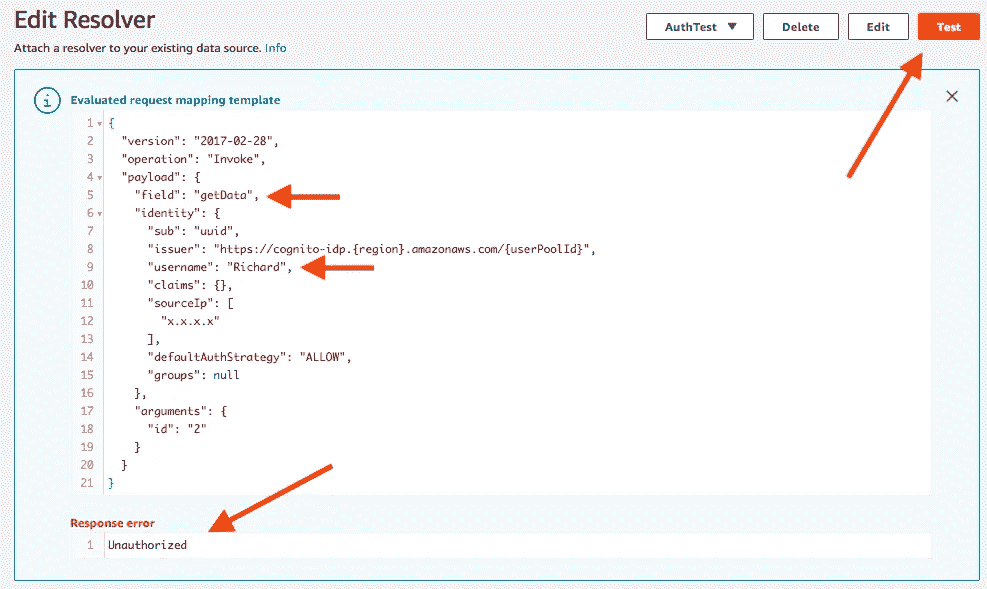 Edit Resolver
AuthTest ▼ Delete Edit Test
Attach a resolver to your existing data source. Info
Evaluated request mapping template
1 {
2 "version": "2017-02-28",
3 "operation": "Invoke",
4 "payload": {
5 "field": "getData",
6 "identity": {
7 "sub": "uuid",
8 "issuer": "https://cognito-idp.{region}.amazonaws.com/{userPoolId}",
9 "username": "Richard",
10 "claims": {},
11 "sourceIp": [
12 "x.x.x.x"
13 ],
14 "defaultAuthStrategy": "ALLOW",
15 "groups": null
16 },
17 "arguments": {
18 "id": "2"
19 }
20 }
21 }
Response error
1 Unauthorized